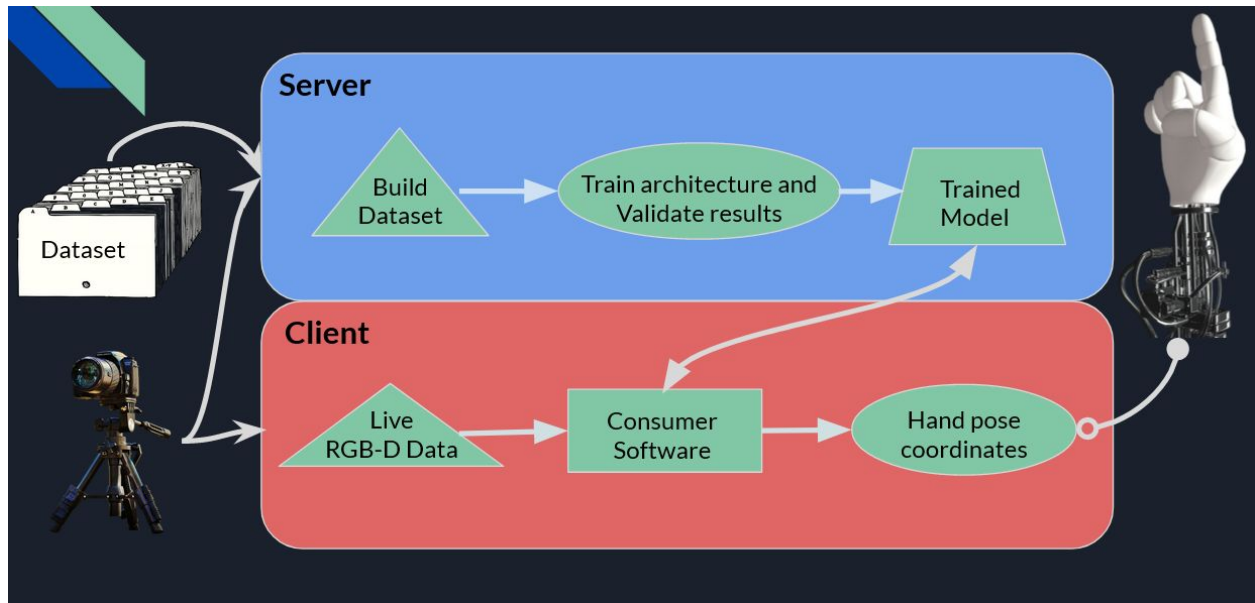 Server
Build
Dataset
Train architecture and
Validate results
Trained
Model
Dataset
Client
Live
RGB-D Data
Consumer
Software
Hand pose
coordinates